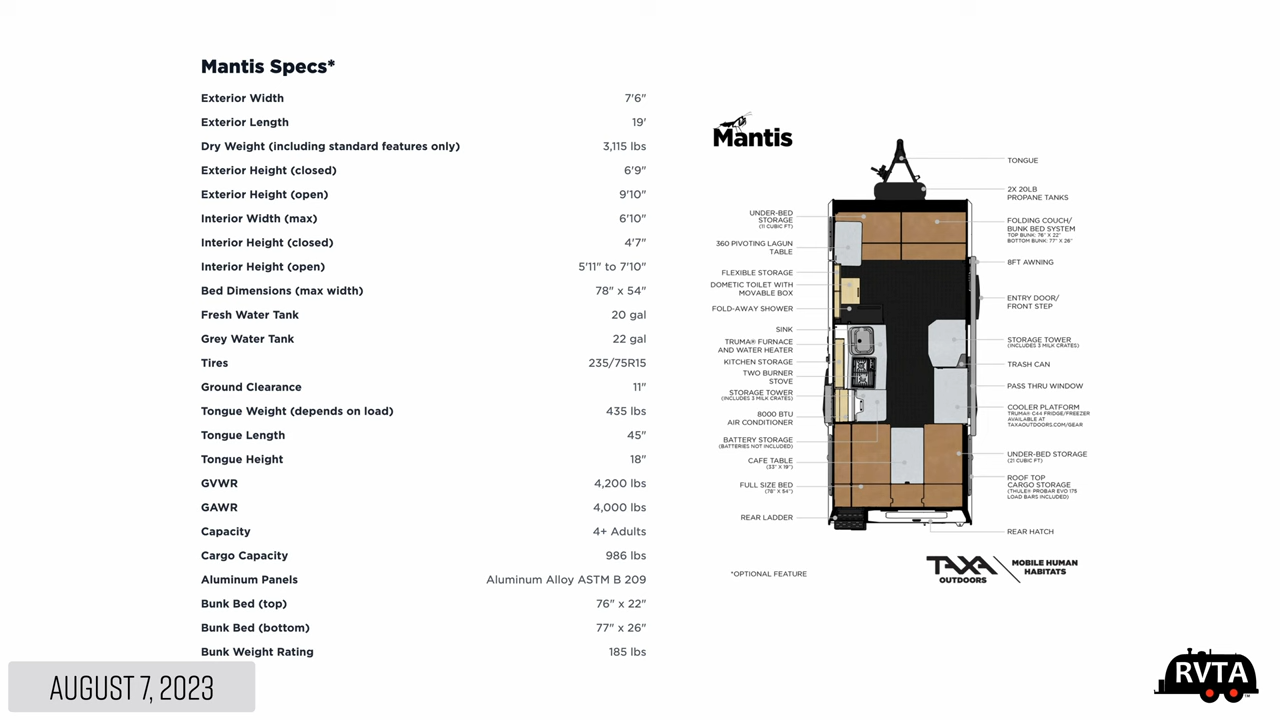 Mantis Specs*
Exterior Width 7'6"
Exterior Length 19'
Dry Weight (including standard features only) 3,115 lbs
Exterior Height (closed) 6'9"
Exterior Height (open) 9'10"
Interior Width (max) 6'10"
Interior Height (closed) 4'7"
Interior Height (open) 5'11" to 7'10"
Bed Dimensions (max width) 78" x 54"
Fresh Water Tank 20 gal
Grey Water Tank 22 gal
Tires 235/75R15
Ground Clearance 11"
Tongue Weight (depends on load) 435 lbs
Tongue Length 45"
Tongue Height 18"
GVWR 4,200 lbs
GAWR 4,000 lbs
Capacity 4+ Adults
Cargo Capacity 986 lbs
Aluminum Panels Aluminum Alloy ASTM B 209
Bunk Bed (top) 76" x 22"
Bunk Bed (bottom) 77" x 26"
Bunk Weight Rating 185 lbs
AUGUST 7, 2023
Mantis
UNDER-BED
STORAGE
(11 CUBIC FT)
360 PIVOTING LAGUN
TABLE
FLEXIBLE STORAGE
DOMETIC TOILET WITH
MOVABLE BOX
FOLD-AWAY SHOWER
SINK
TRUMA® FURNACE
AND WATER HEATER
KITCHEN STORAGE
TWO BURNER
STOVE
STORAGE TOWER
(INCLUDES 3 MILK CRATES)
8000 BTU
AIR CONDITIONER
BATTERY STORAGE
(BATTERIES NOT INCLUDED)
CAFE TABLE
(33" X 19")
FULL SIZE BED
(78" X 54")
REAR LADDER
TONGUE
2X 20LB
PROPANE TANKS
FOLDING COUCH/
BUNK BED SYSTEM
TOP BUNK: 76" X 22"
BOTTOM BUNK: 77" X 26"
8FT AWNING
ENTRY DOOR/
FRONT STEP
STORAGE TOWER
(INCLUDES 3 MILK CRATES)
TRASH CAN
PASS THRU WINDOW
COOLER PLATFORM
TRUMA® C44 FRIDGE/FREEZER
AVAILABLE AT
TAXAOUTDOORS.COM/GEAR
UNDER-BED STORAGE
(21 CUBIC FT)
ROOF TOP
CARGO STORAGE
(THULE® PROBAR EVO 175
LOAD BARS INCLUDED)
REAR HATCH
*OPTIONAL FEATURE
TAXA
OUTDOORS
MOBILE HUMAN
HABITATS
RVTA